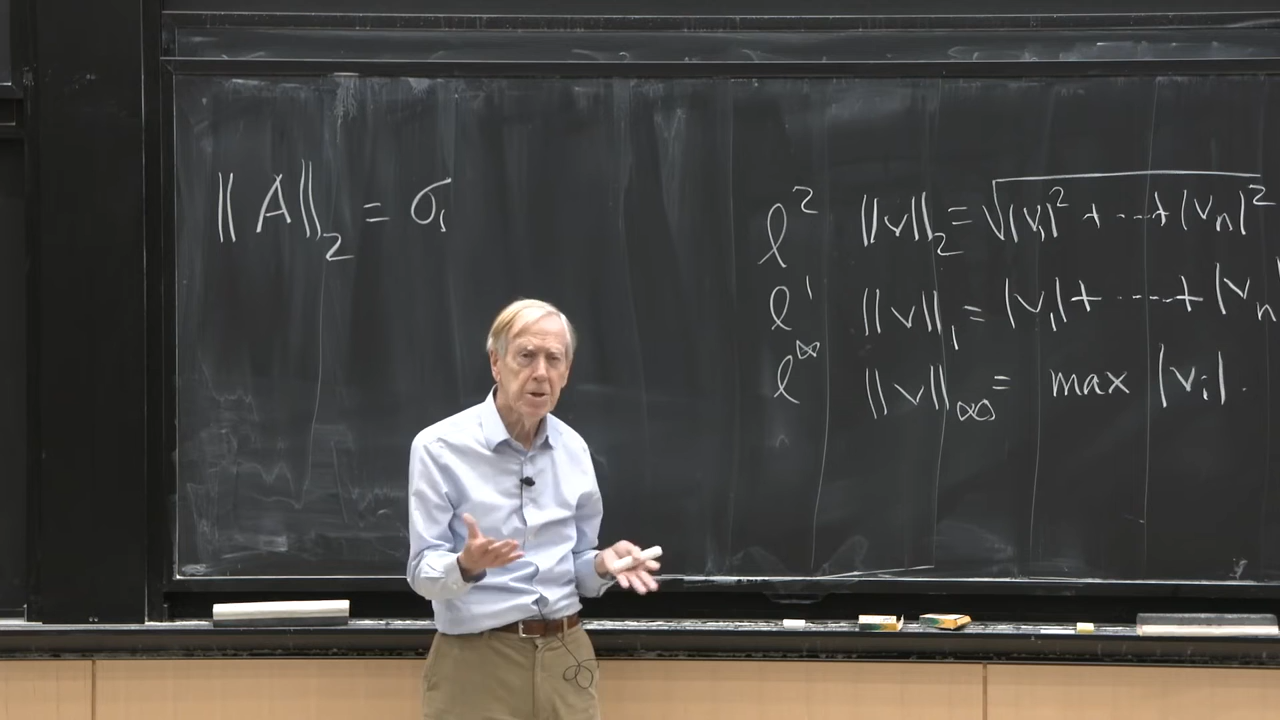 ‖A‖₂ = σ₁
ℓ² ‖v‖₂ = √|v₁|² + ---+ |vₙ|²
ℓ¹ ‖v‖₁ = |v₁| + ----+ |vₙ|
ℓ^∞ ‖v‖_∞ = max |vᵢ|.